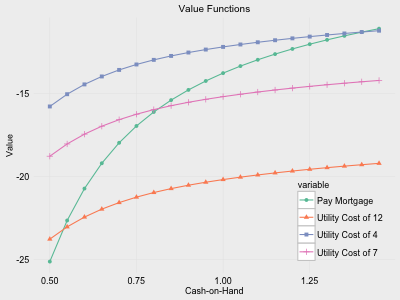 Value Functions
Value
-15
-20
-25
0.50
0.75
1.00
1.25
Cash-on-Hand
variable
Pay Mortgage
Utility Cost of 12
Utility Cost of 4
Utility Cost of 7